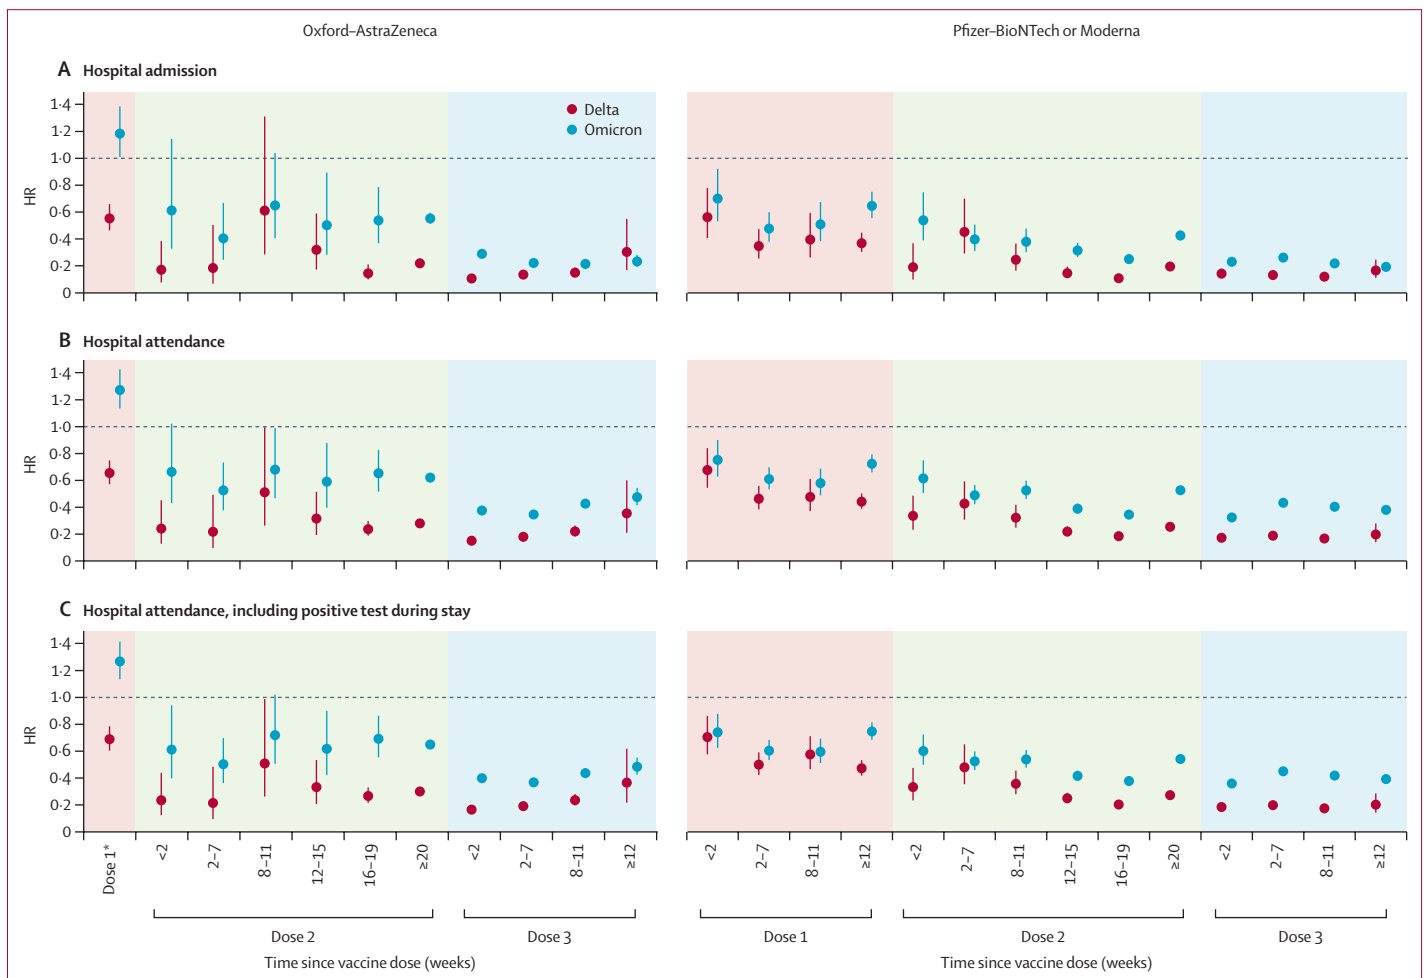 Oxford–AstraZeneca
Pfizer–BioNTech or Moderna
A Hospital admission
1·4
1·2
1·0
0·8
0·6
0·4
0·2
0
HR
Delta
Omicron
B Hospital attendance
1·4
1·2
1·0
0·8
0·6
0·4
0·2
0
HR
C Hospital attendance, including positive test during stay
1·4
1·2
1·0
0·8
0·6
0·4
0·2
0
HR
Dose 1*
<2
2–7
8–11
12–15
16–19
≥20
<2
2–7
8–11
≥12
<2
2–7
8–11
≥12
<2
2–7
8–11
12–15
16–19
≥20
<2
2–7
8–11
≥12
Dose 2
Dose 3
Dose 1
Dose 2
Dose 3
Time since vaccine dose (weeks)
Time since vaccine dose (weeks)